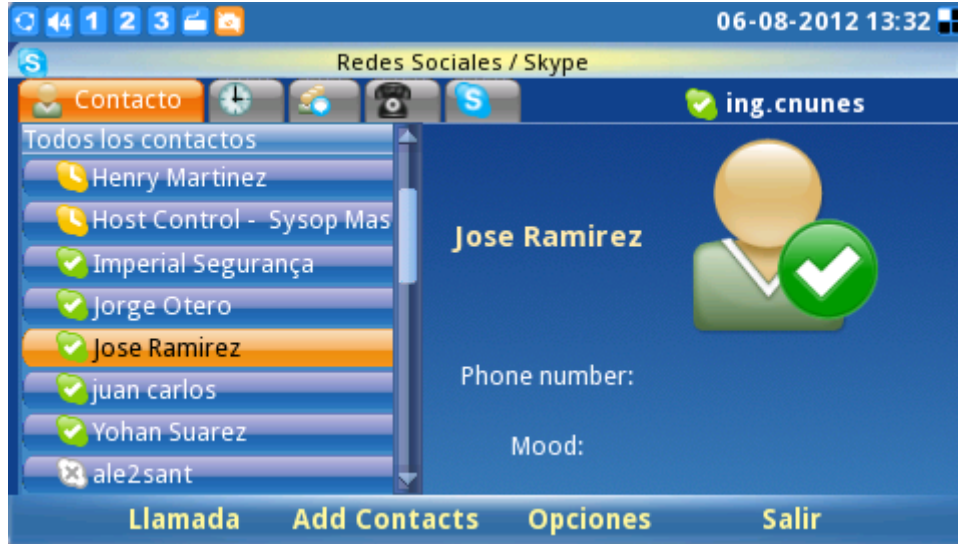 1 2 3 06-08-2012 13:32
Redes Sociales / Skype
Contacto
ing.cnunes
Todos los contactos
Henry Martinez
Host Control - Sysop Mas
Imperial Segurança
Jorge Otero
Jose Ramirez
juan carlos
Yohan Suarez
ale2sant
Jose Ramirez
Phone number:
Mood:
Llamada Add Contacts Opciones Salir